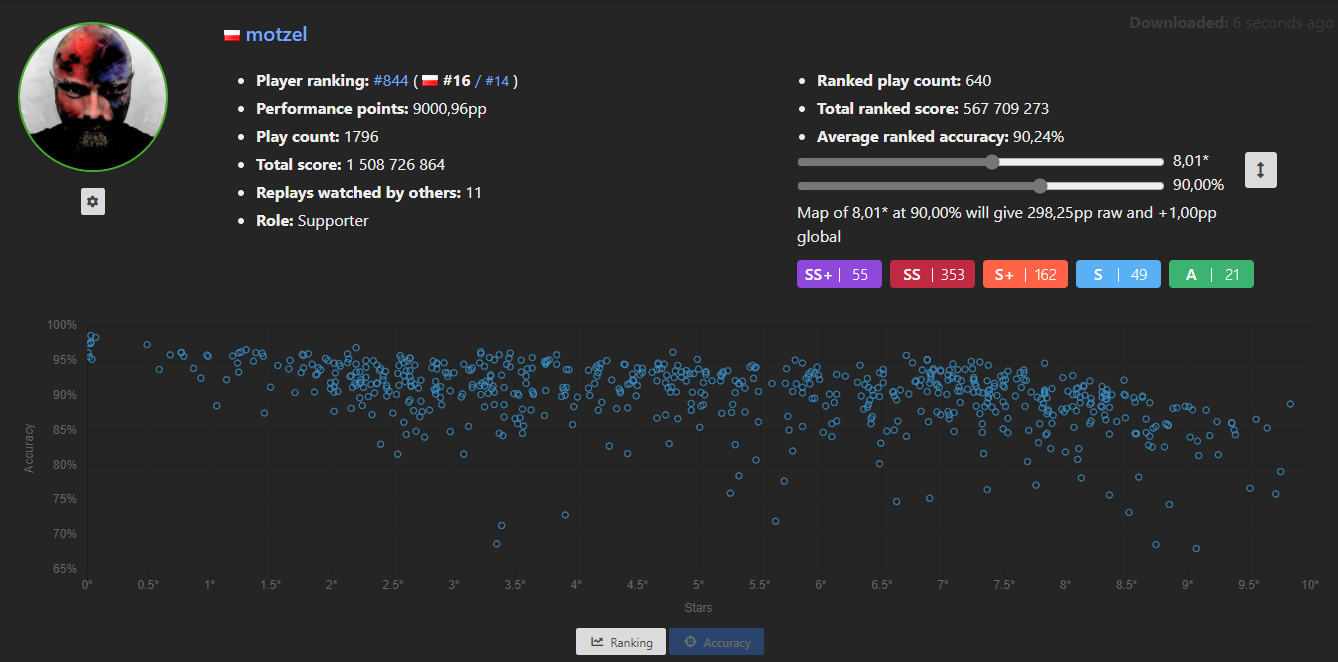 Downloaded: 6 seconds ago
motzel
Player ranking: #844 ( #16 / #14 )
Performance points: 9000,96pp
Play count: 1796
Total score: 1 508 726 864
Replays watched by others: 11
Role: Supporter
Ranked play count: 640
Total ranked score: 567 709 273
Average ranked accuracy: 90,24%
8,01*
90,00%
Map of 8,01* at 90,00% will give 298,25pp raw and +1,00pp
global
SS+ | 55 SS | 353 S+ | 162 S | 49 A | 21
100%
95%
90%
85%
80%
75%
70%
65%
Accuracy
0* 0.5* 1* 1.5* 2* 2.5* 3* 3.5* 4* 4.5* 5* 5.5* 6* 6.5* 7* 7.5* 8* 8.5* 9* 9.5* 10*
Stars
Ranking Accuracy